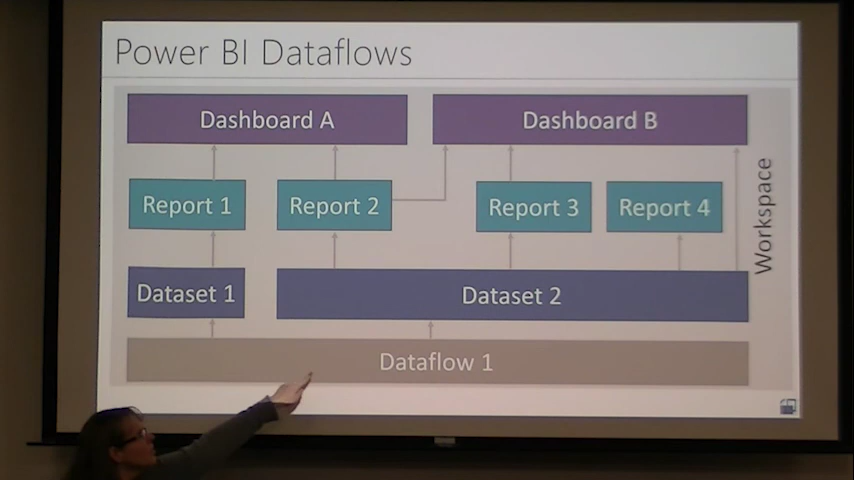 Power BI Dataflows
Dashboard A
Dashboard B
Report 1
Report 2
Report 3
Report 4
Workspace
Dataset 1
Dataset 2
Dataflow 1